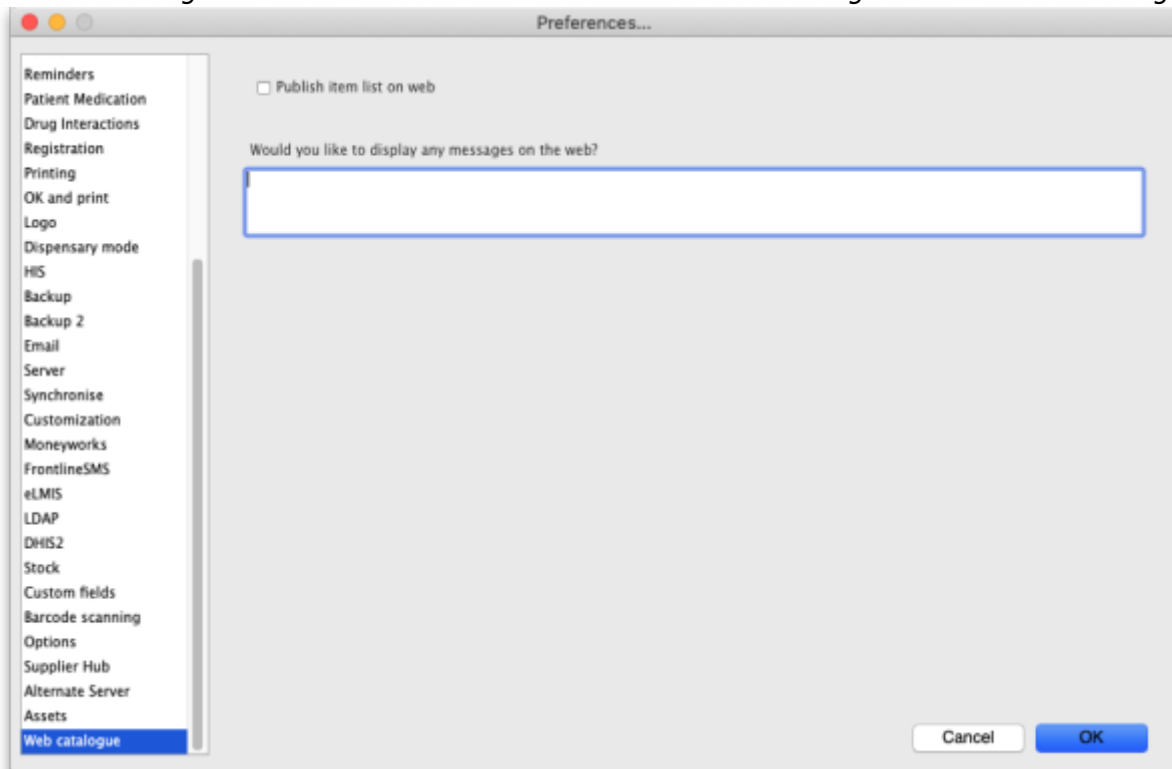 Preferences...
Reminders
Patient Medication
Drug Interactions
Registration
Printing
OK and print
Logo
Dispensary mode
HIS
Backup
Backup 2
Email
Server
Synchronise
Customization
Moneyworks
FrontlineSMS
eLMIS
LDAP
DHIS2
Stock
Custom fields
Barcode scanning
Options
Supplier Hub
Alternate Server
Assets
Web catalogue
Publish item list on web
Would you like to display any messages on the web?
Cancel
OK